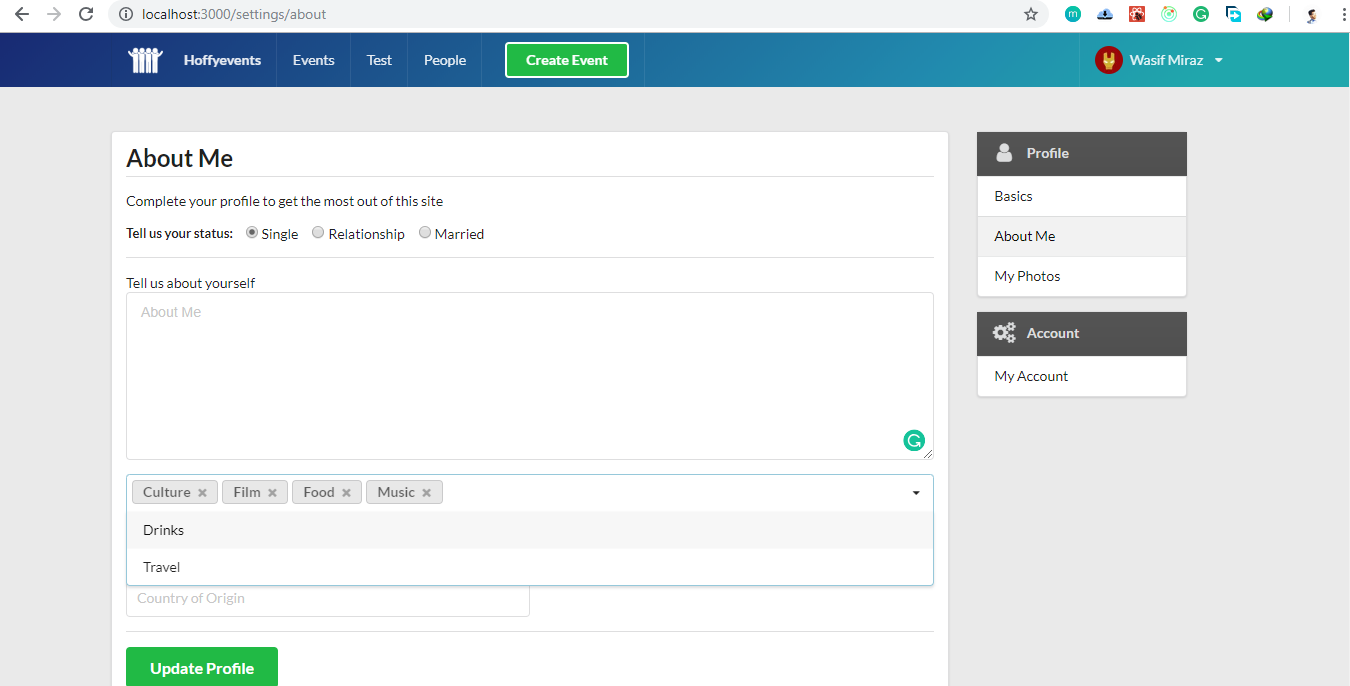 localhost:3000/settings/about
Hoffyevents Events Test People Create Event Wasif Miraz
About Me
Complete your profile to get the most out of this site
Tell us your status: Single Relationship Married
Tell us about yourself
About Me
Culture Film Food Music
Drinks
Travel
Country of Origin
Update Profile
Profile
Basics
About Me
My Photos
Account
My Account